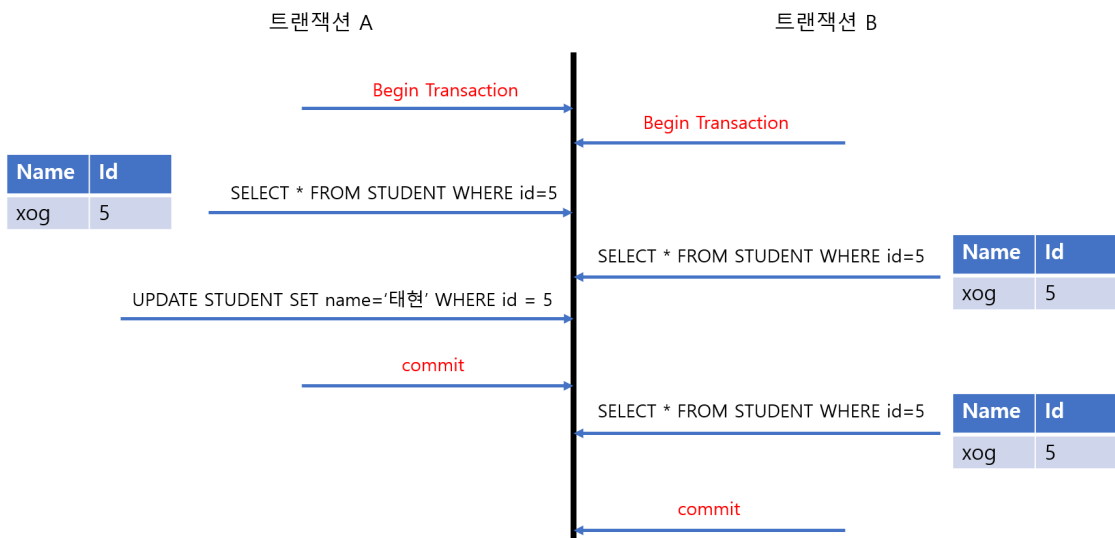 트랜잭션 A
트랜잭션 B
Begin Transaction
Begin Transaction
Name Id
xog 5
SELECT * FROM STUDENT WHERE id=5
SELECT * FROM STUDENT WHERE id=5
Name Id
xog 5
UPDATE STUDENT SET name=‘태현’ WHERE id = 5
commit
SELECT * FROM STUDENT WHERE id=5
Name Id
xog 5
commit